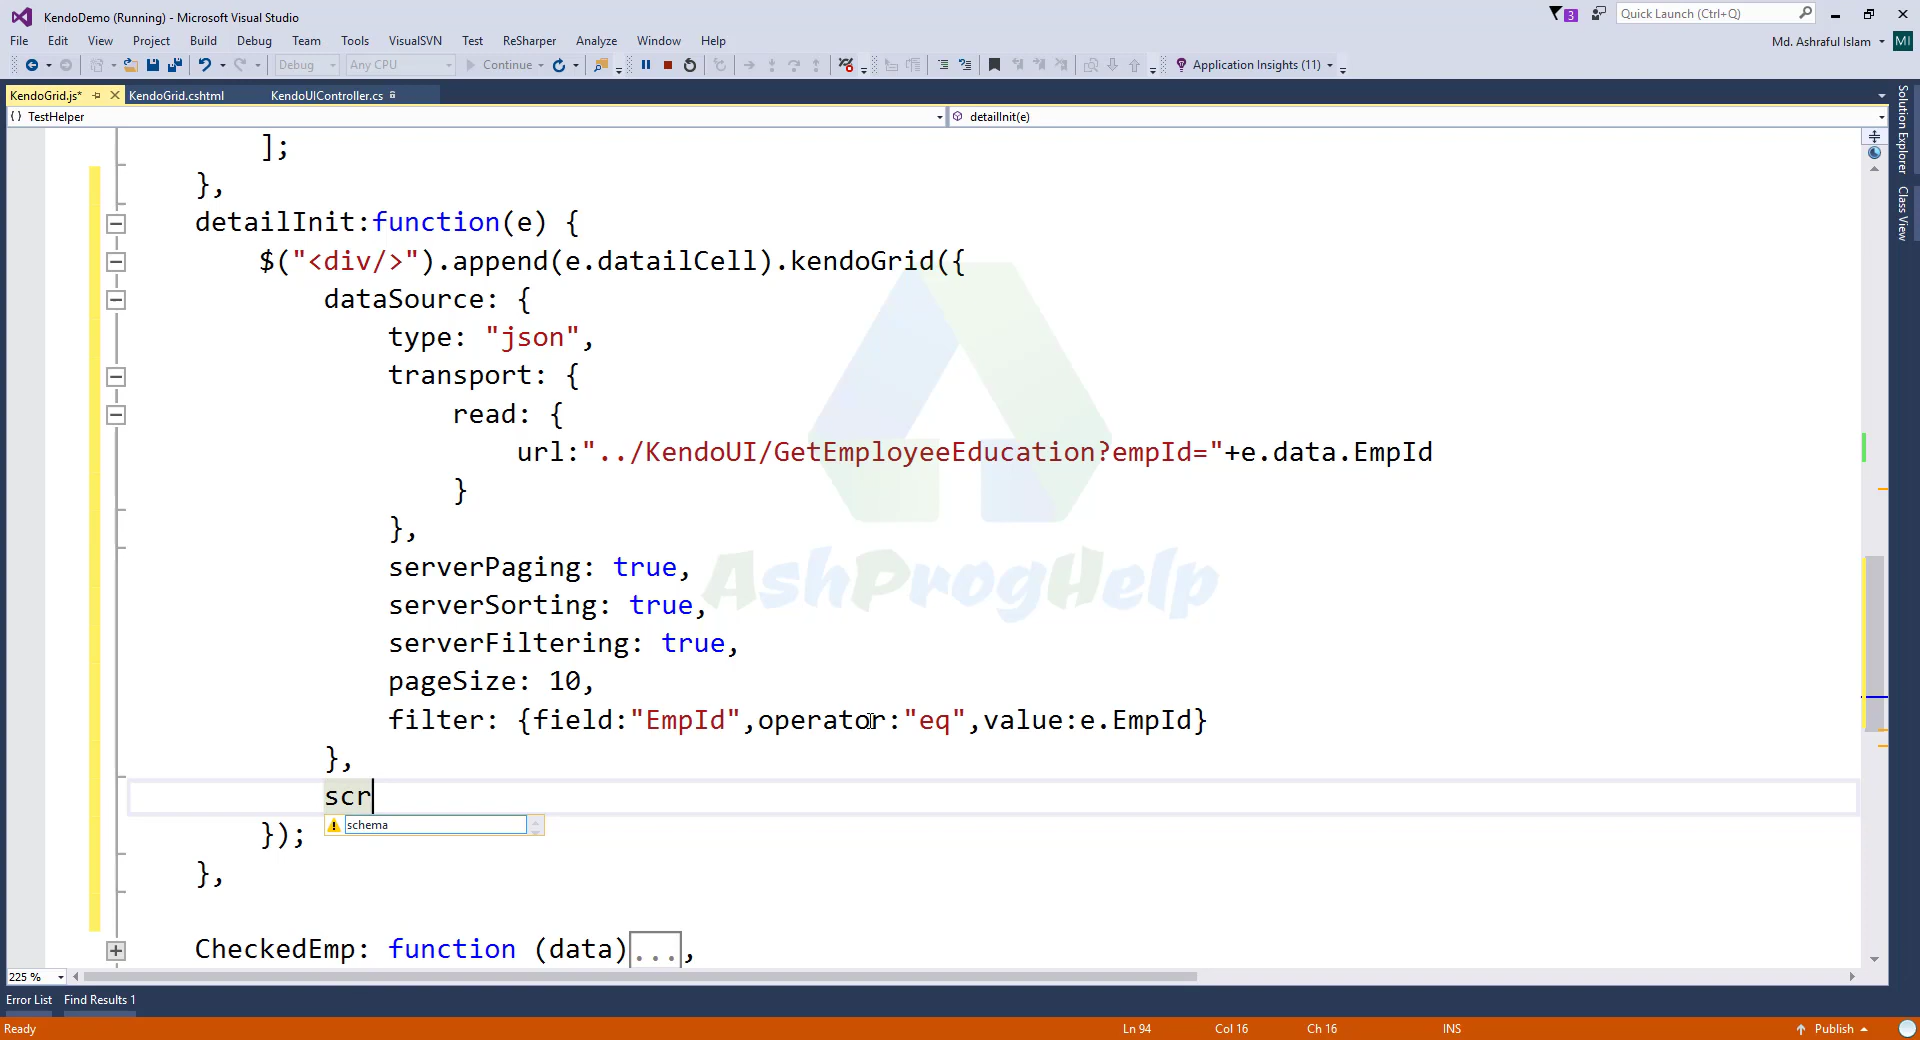 KendoDemo (Running) - Microsoft Visual Studio
3
Quick Launch (Ctrl+Q)
File Edit View Project Build Debug Team Tools VisualSVN Test ReSharper Analyze Window Help
Md. Ashraful Islam MI
Debug Any CPU Continue Application Insights (11)
KendoGrid.js* KendoGrid.cshtml KendoUIController.cs
TestHelper detailInit(e)
Solution Explorer
Class View
];
},
detailInit:function(e) {
$("<div/>").append(e.datailCell).kendoGrid({
dataSource: {
type: "json",
transport: {
read: {
url:"../KendoUI/GetEmployeeEducation?empId="+e.data.EmpId
}
},
serverPaging: true,
serverSorting: true,
serverFiltering: true,
pageSize: 10,
filter: {field:"EmpId",operator:"eq",value:e.EmpId}
},
scr
schema
});
},
CheckedEmp: function (data)...,
AshProgHelp
225 %
Error List Find Results 1
Ready Ln 94 Col 16 Ch 16 INS Publish